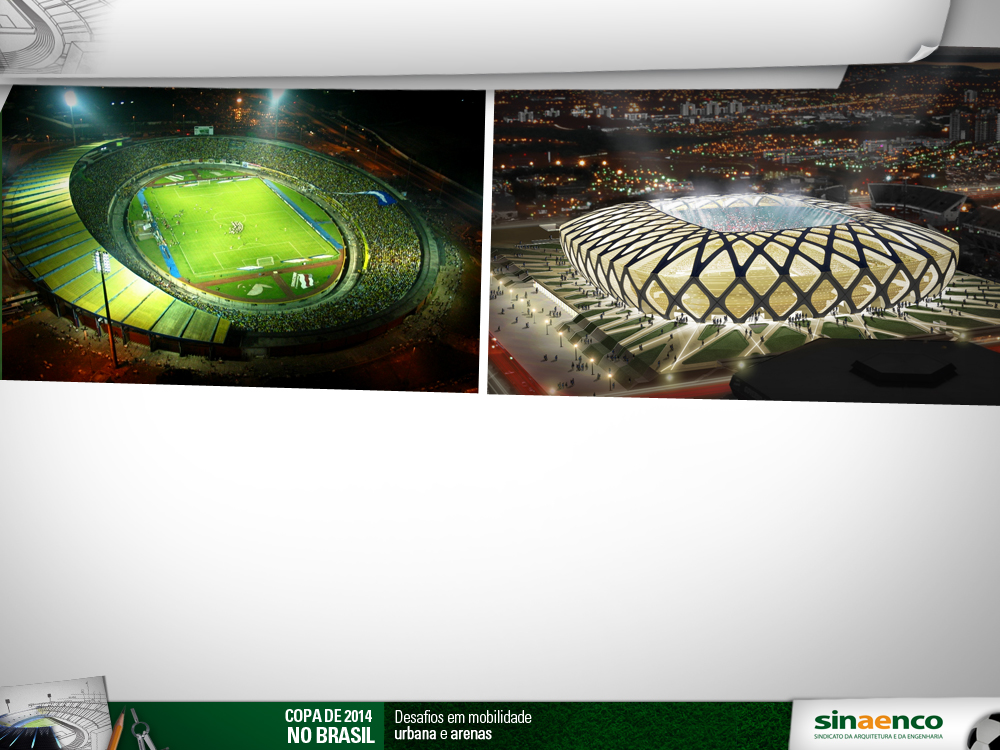 COPA DE 2014
NO BRASIL
Desafios em mobilidade
urbana e arenas
sinaenco
SINDICATO DA ARQUITETURA E DA ENGENHARIA